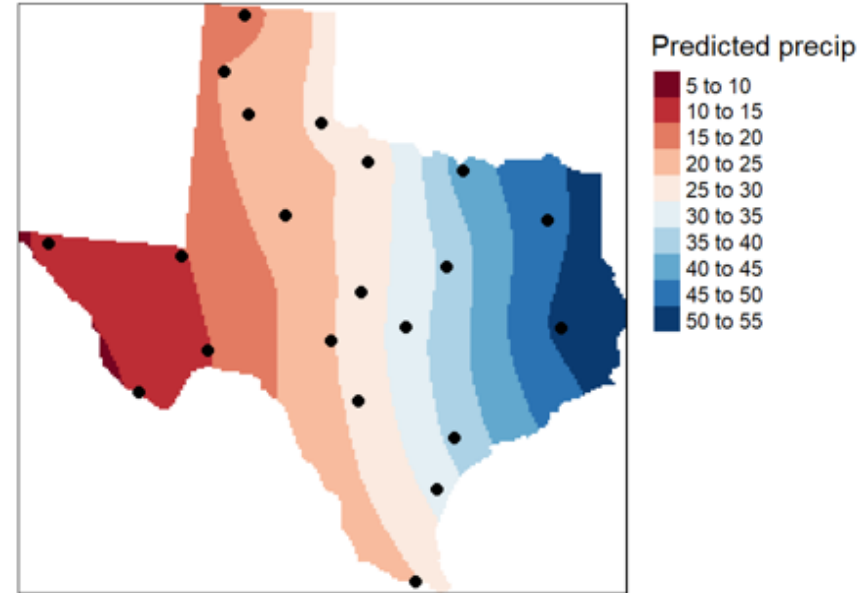 Predicted precip
5 to 10
10 to 15
15 to 20
20 to 25
25 to 30
30 to 35
35 to 40
40 to 45
45 to 50
50 to 55